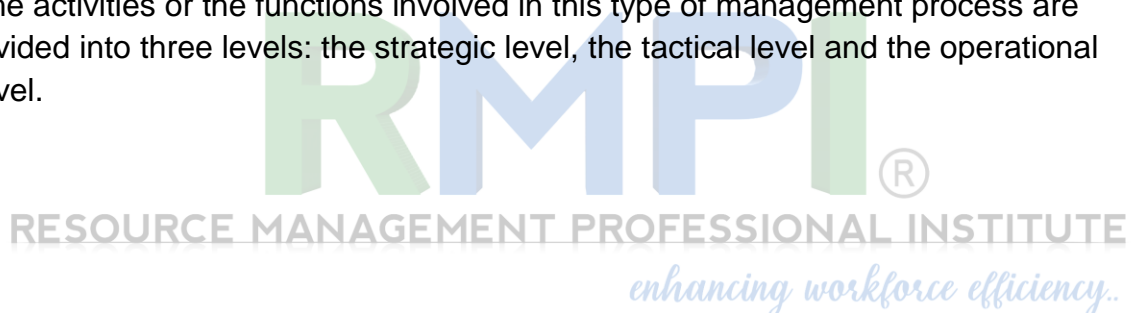 he activities or the functions involved in this type of management process are
vided into three levels: the strategic level, the tactical level and the operational
vel.
RMPI®
RESOURCE MANAGEMENT PROFESSIONAL INSTITUTE
enhancing workforce efficiency..